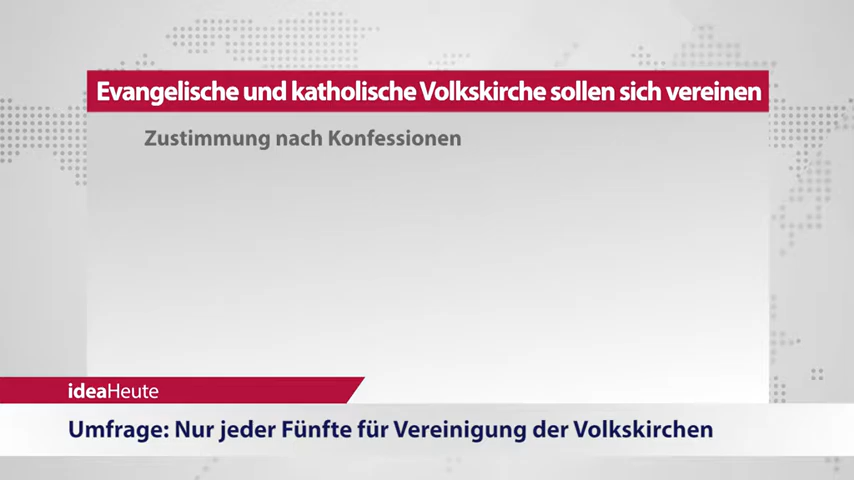 Evangelische und katholische Volkskirche sollen sich vereinen
Zustimmung nach Konfessionen
ideaHeute
Umfrage: Nur jeder Fünfte für Vereinigung der Volkskirchen